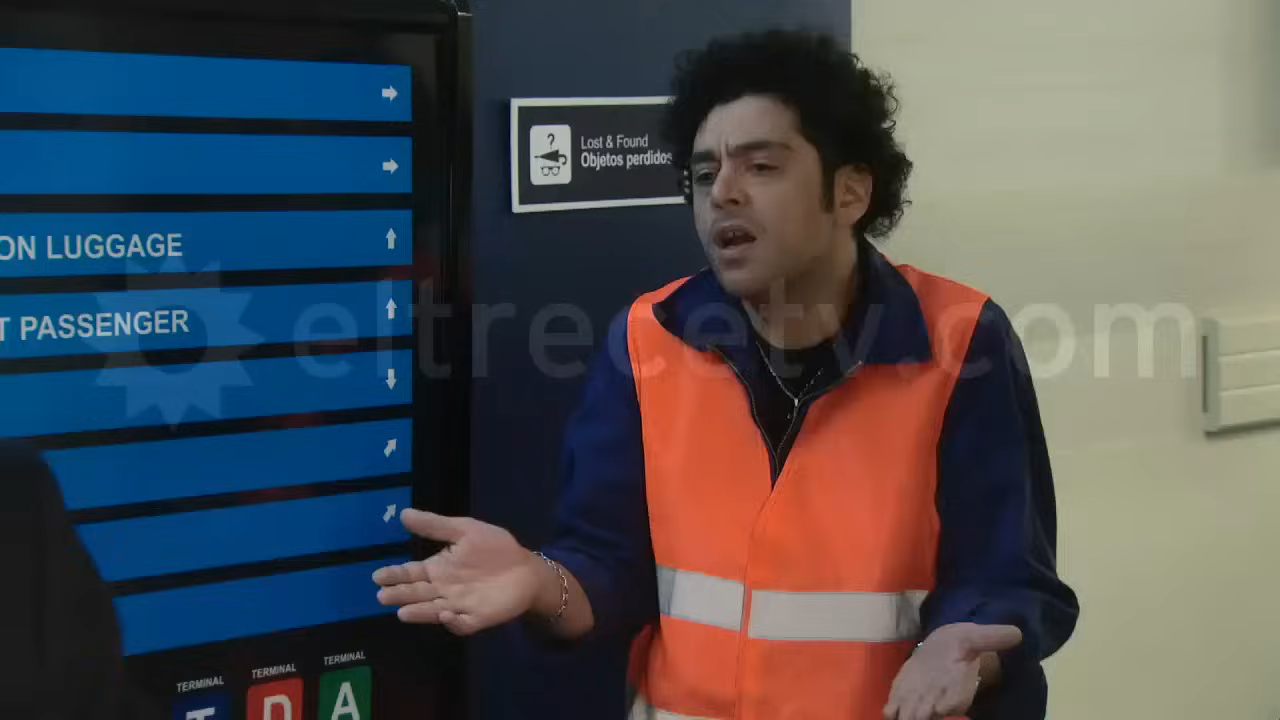 Lost & Found
Objetos perdidos
ON LUGGAGE
T PASSENGER
eltrecetv.com
TERMINAL
TERMINAL
TERMINAL
T
D
A